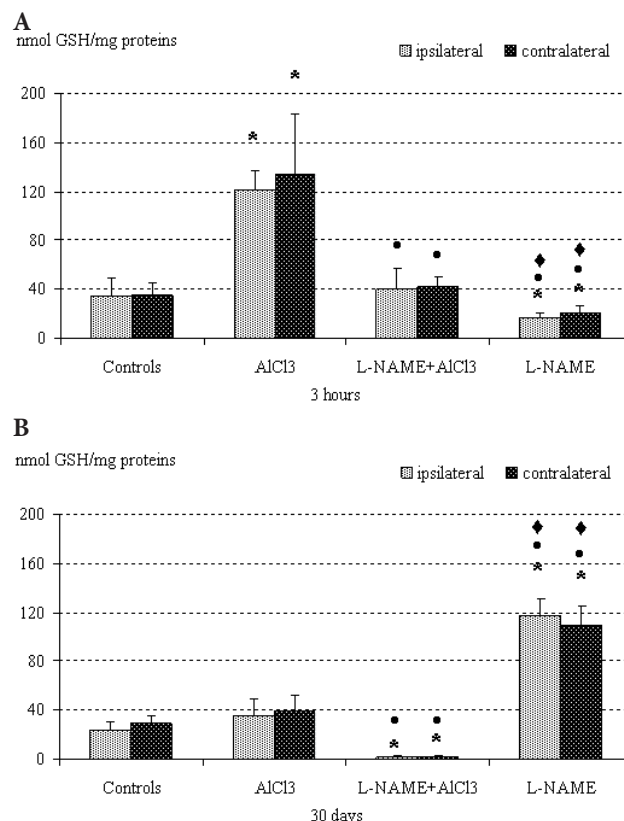 A
nmol GSH/mg proteins
ipsilateral contralateral
200
160
120
80
40
0
* *
• •
♦ ♦
• •
* *
Controls AlCl3 L-NAME+AlCl3 L-NAME
3 hours
B
nmol GSH/mg proteins
ipsilateral contralateral
200
160
120
80
40
0
♦ ♦
• •
* *
• •
* *
Controls AlCl3 L-NAME+AlCl3 L-NAME
30 days